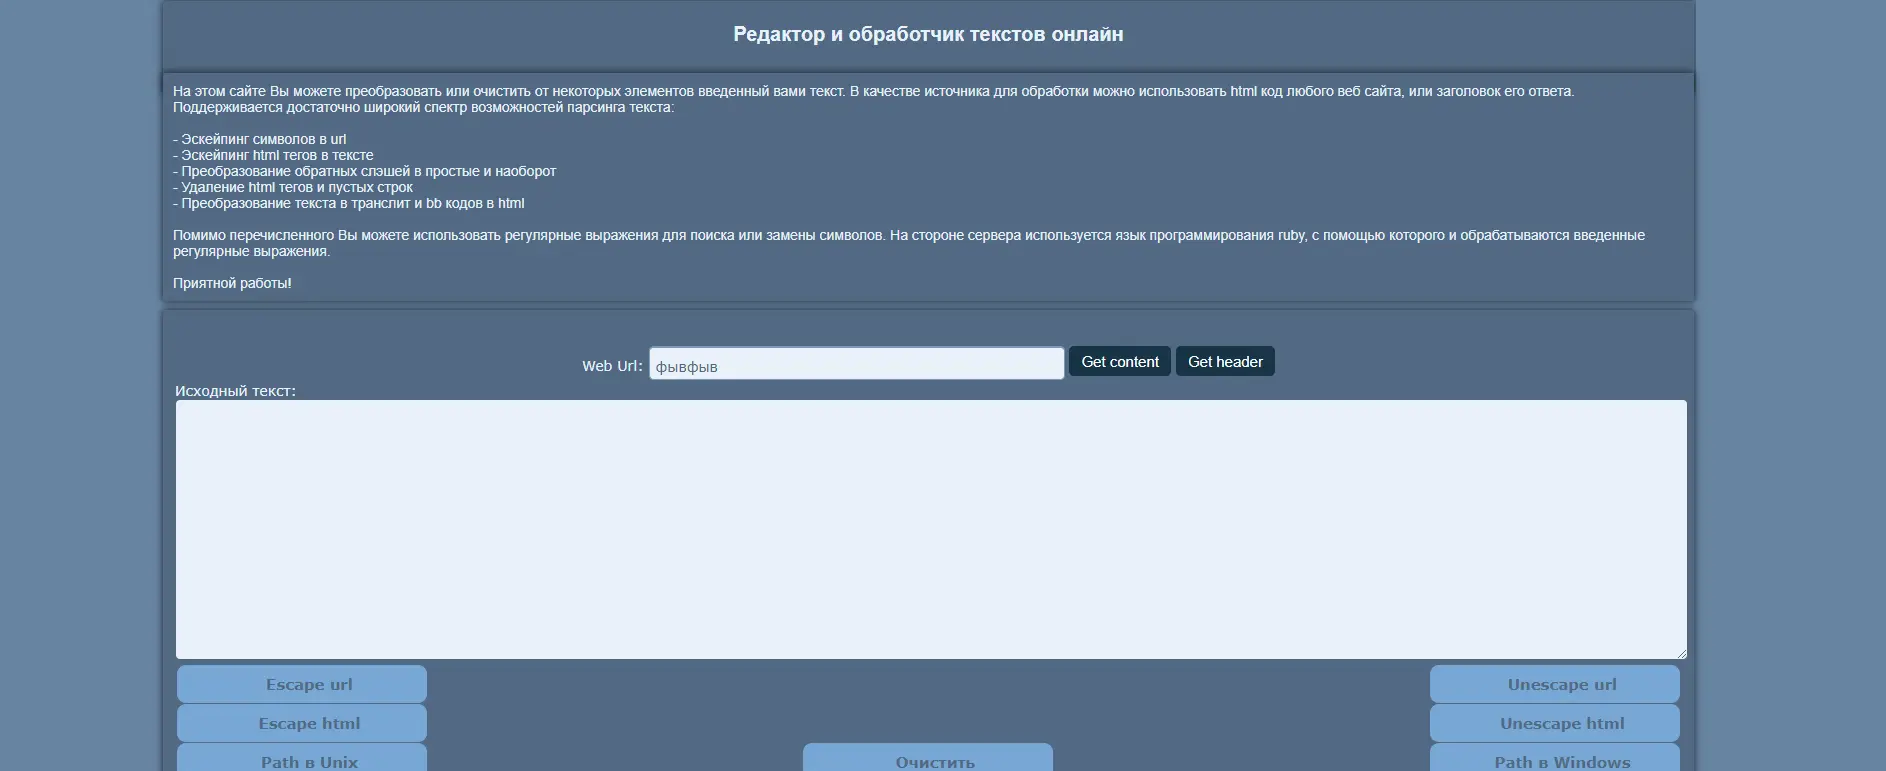 Редактор и обработчик текстов онлайн
На этом сайте Вы можете преобразовать или очистить от некоторых элементов введенный вами текст. В качестве источника для обработки можно использовать html код любого веб сайта, или заголовок его ответа.
Поддерживается достаточно широкий спектр возможностей парсинга текста:
- Эскейпинг символов в url
- Эскейпинг html тегов в тексте
- Преобразование обратных слэшей в простые и наоборот
- Удаление html тегов и пустых строк
- Преобразование текста в транслит и bb кодов в html
Помимо перечисленного Вы можете использовать регулярные выражения для поиска или замены символов. На стороне сервера используется язык программирования ruby, с помощью которого и обрабатываются введенные
регулярные выражения.
Приятной работы!
Web Url: фывфыв Get content Get header
Исходный текст:
Escape url Unescape url
Escape html Unescape html
Path в Unix Очистить Path в Windows